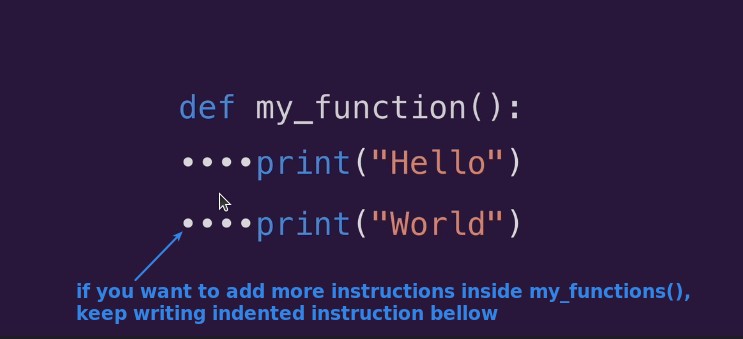 def my_function():
••••print("Hello")
••••print("World")
if you want to add more instructions inside my_functions(),
keep writing indented instruction bellow